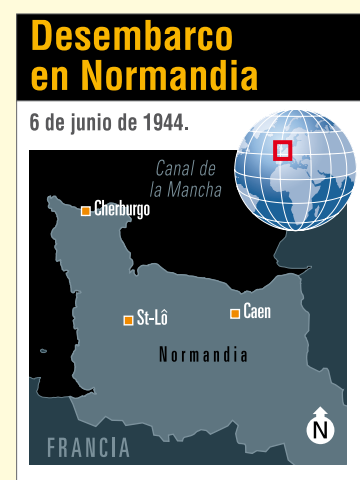 Desembarco
en Normandia
6 de junio de 1944.
Canal de
la Mancha
Cherburgo
St-Lô
Caen
Normandia
N
FRANCIA